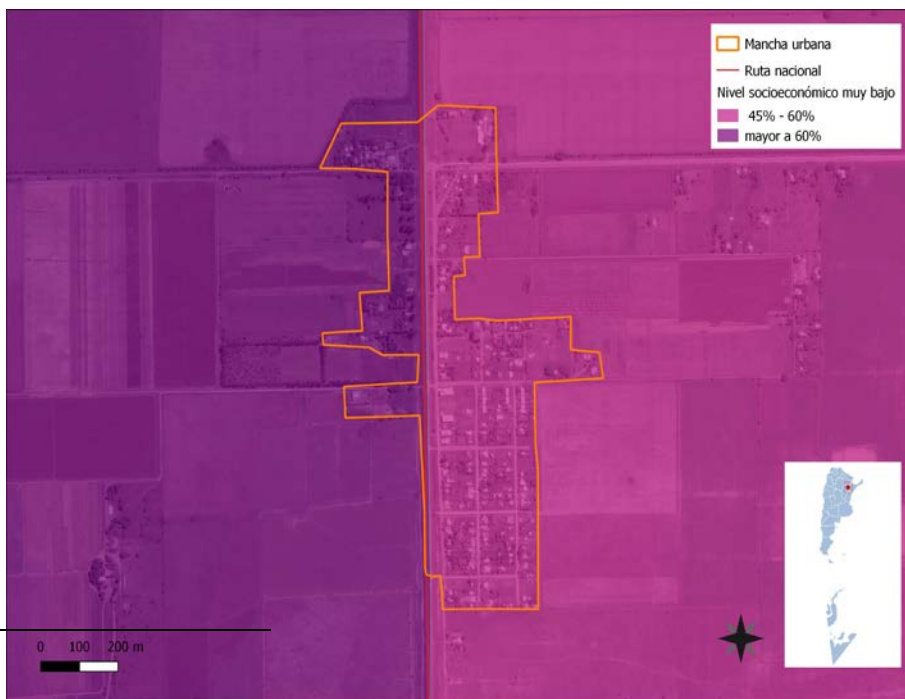 Mancha urbana
Ruta nacional
Nivel socioeconómico muy bajo
45% - 60%
mayor a 60%
0 100 200 m